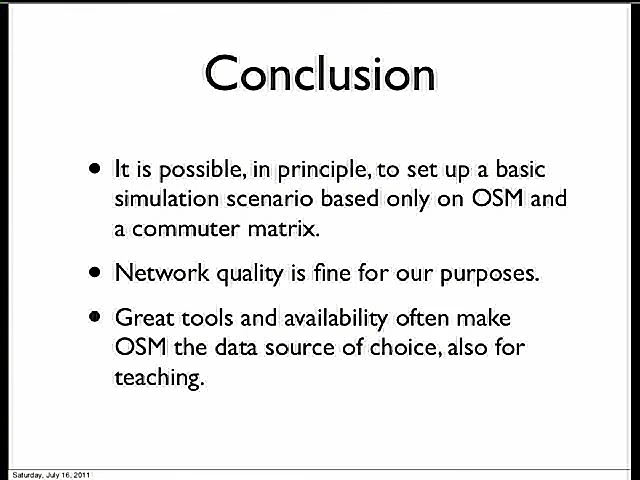 Conclusion
• It is possible, in principle, to set up a basic
simulation scenario based only on OSM and
a commuter matrix.
• Network quality is fine for our purposes.
• Great tools and availability often make
OSM the data source of choice, also for
teaching.
Saturday, July 16, 2011